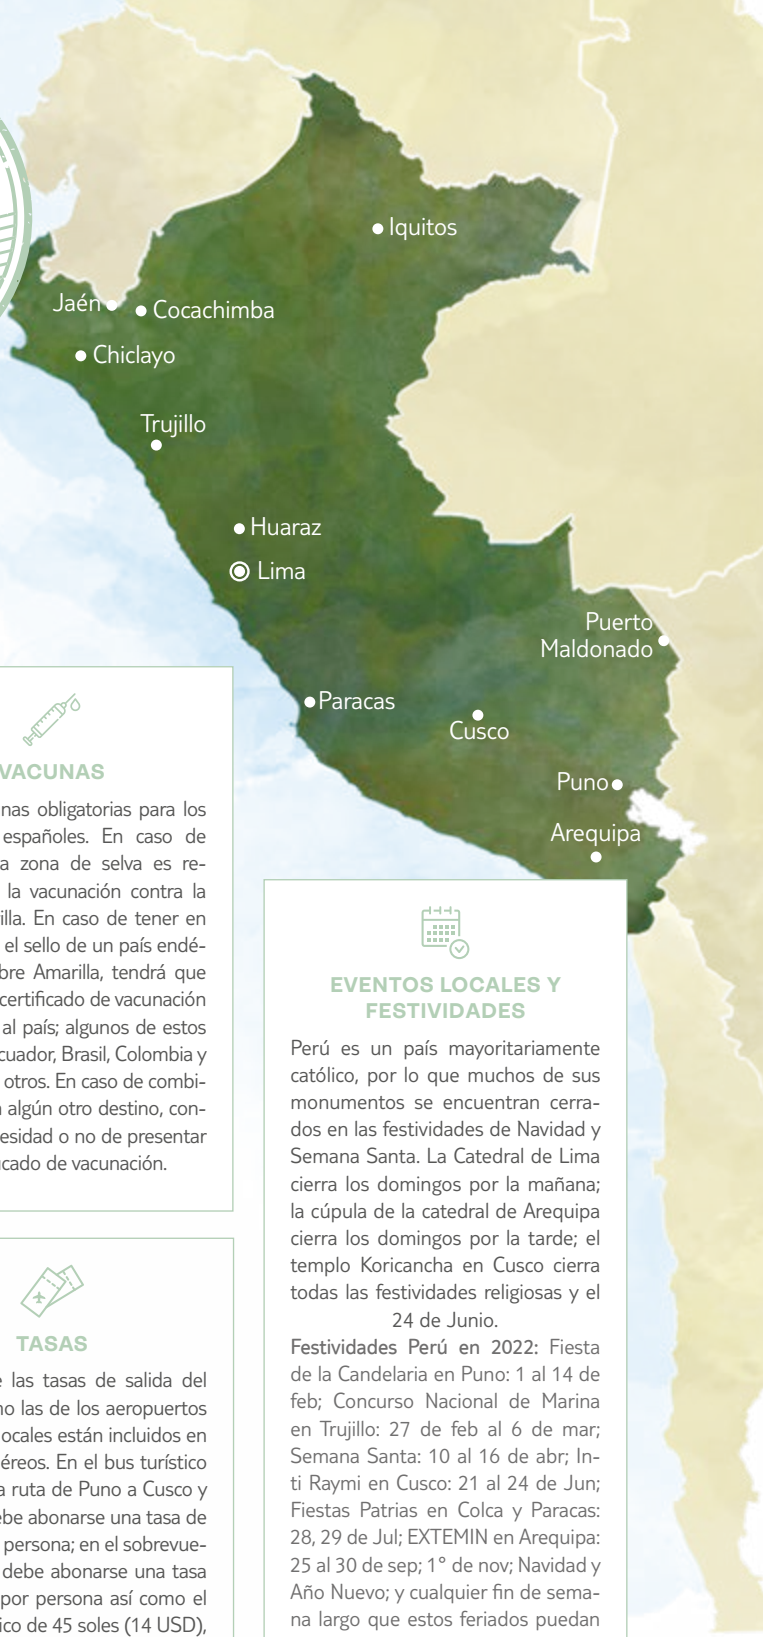 Iquitos
Jaén
Cocachimba
Chiclayo
Trujillo
Huaraz
Lima
Puerto
Maldonado
Paracas
Cusco
Puno
Arequipa
VACUNAS
nas obligatorias para los
españoles. En caso de
a zona de selva es re-
la vacunación contra la
illa. En caso de tener en
el sello de un país endé-
bre Amarilla, tendrá que
certificado de vacunación
al país; algunos de estos
cuador, Brasil, Colombia y
otros. En caso de combi-
algún otro destino, con-
esidad o no de presentar
cado de vacunación.
TASAS
las tasas de salida del
no las de los aeropuertos
ocales están incluidos en
éreos. En el bus turístico
a ruta de Puno a Cusco y
ebe abonarse una tasa de
persona; en el sobrevue-
debe abonarse una tasa
por persona así como el
ico de 45 soles (14 USD),
EVENTOS LOCALES Y
FESTIVIDADES
Perú es un país mayoritariamente
católico, por lo que muchos de sus
monumentos se encuentran cerra-
dos en las festividades de Navidad y
Semana Santa. La Catedral de Lima
cierra los domingos por la mañana;
la cúpula de la catedral de Arequipa
cierra los domingos por la tarde; el
templo Koricancha en Cusco cierra
todas las festividades religiosas y el
24 de Junio.
Festividades Perú en 2022: Fiesta
de la Candelaria en Puno: 1 al 14 de
feb; Concurso Nacional de Marina
en Trujillo: 27 de feb al 6 de mar;
Semana Santa: 10 al 16 de abr; In-
ti Raymi en Cusco: 21 al 24 de Jun;
Fiestas Patrias en Colca y Paracas:
28, 29 de Jul; EXTEMIN en Arequipa:
25 al 30 de sep; 1° de nov; Navidad y
Año Nuevo; y cualquier fin de sema-
na largo que estos feriados puedan